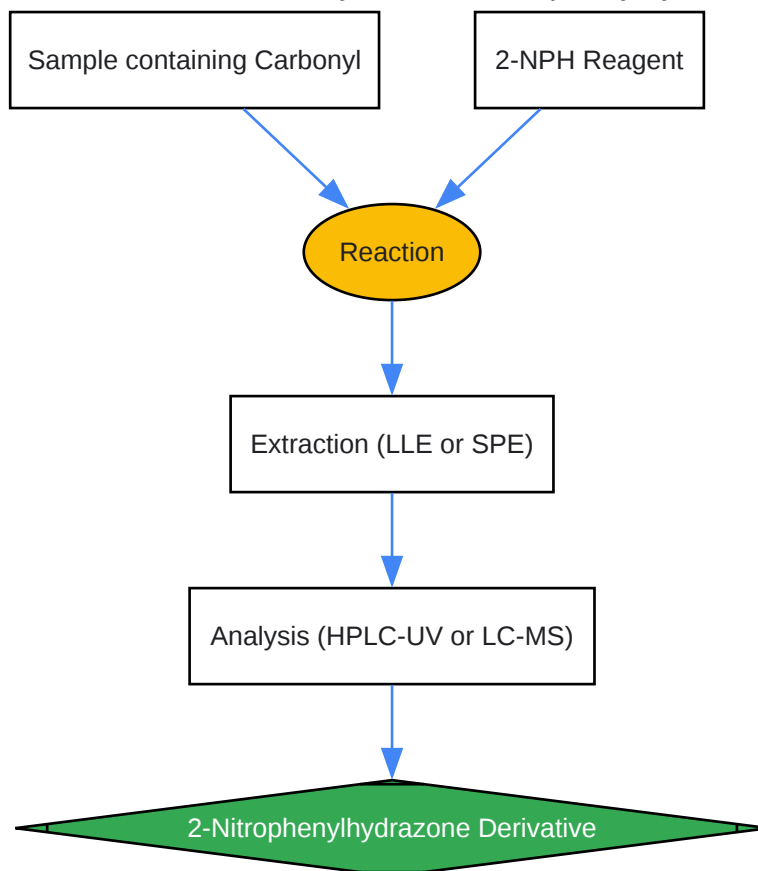 Sample containing Carbonyl
2-NPH Reagent
Reaction
Extraction (LLE or SPE)
Analysis (HPLC-UV or LC-MS)
2-Nitrophenylhydrazone Derivative